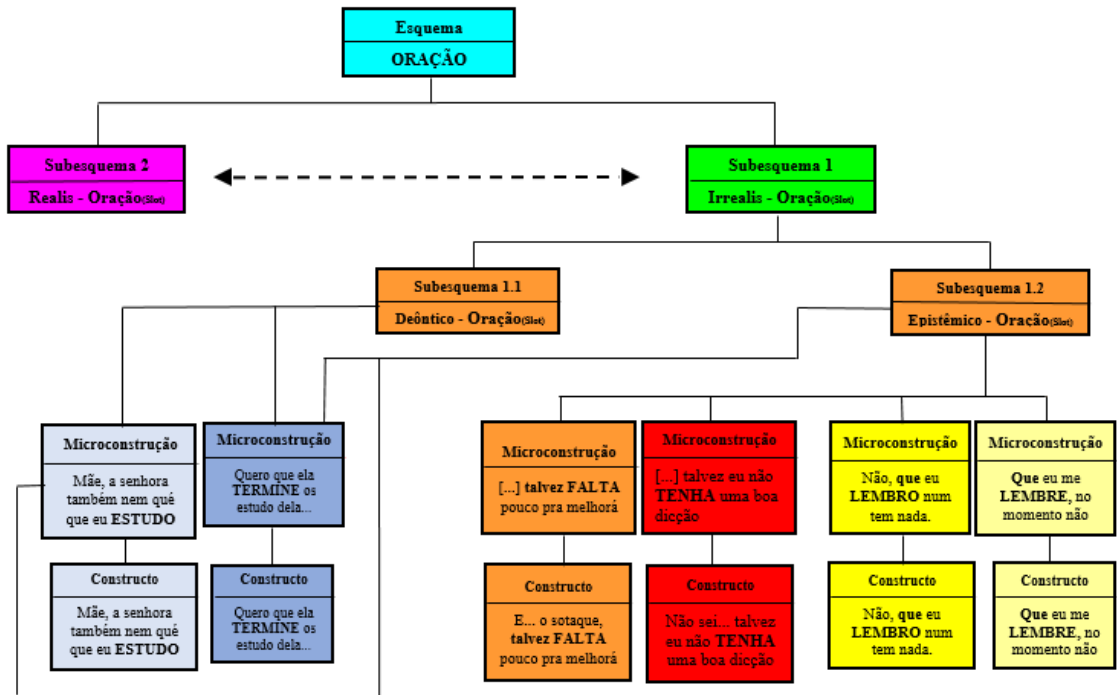 Esquema
ORAÇÃO
Subesquema 2
Realis - Oração(Slot)
Subesquema 1
Irrealis - Oração(Slot)
Subesquema 1.1
Deôntico - Oração(Slot)
Subesquema 1.2
Epistêmico - Oração(Slot)
Microconstrução
Mãe, a senhora
também nem qué
que eu ESTUDO
Microconstrução
Quero que ela
TERMINE os
estudo dela...
Microconstrução
[...] talvez FALTA
pouco pra melhorá
Microconstrução
[...] talvez eu não
TENHA uma boa
dicção
Microconstrução
Não, que eu
LEMBRO num
tem nada.
Microconstrução
Que eu me
LEMBRE, no
momento não
Constructo
Mãe, a senhora
também nem qué
que eu ESTUDO
Constructo
Quero que ela
TERMINE os
estudo dela...
Constructo
E... o sotaque,
talvez FALTA
pouco pra melhorá
Constructo
Não sei... talvez
eu não TENHA
uma boa dicção
Constructo
Não, que eu
LEMBRO num
tem nada.
Constructo
Que eu me
LEMBRE, no
momento não